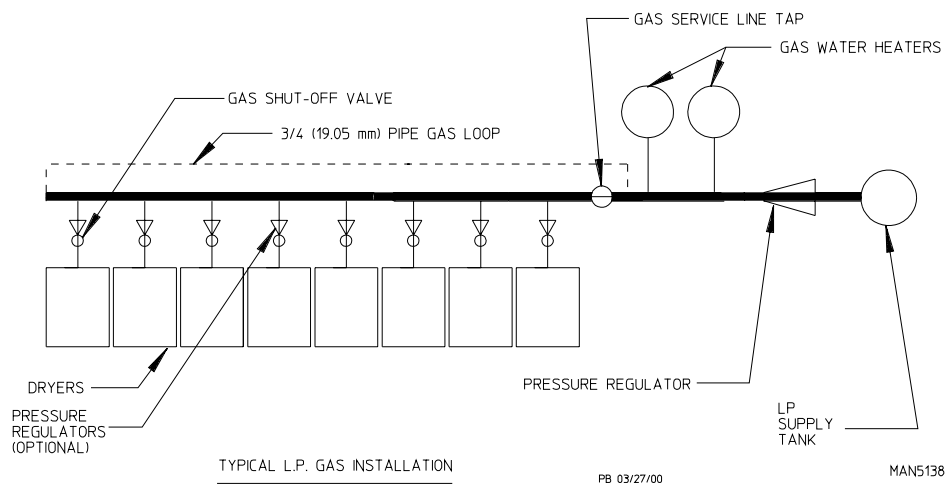 GAS SERVICE LINE TAP
GAS WATER HEATERS
GAS SHUT-OFF VALVE
3/4 (19.05 mm) PIPE GAS LOOP
DRYERS
PRESSURE REGULATOR
PRESSURE
REGULATORS
(OPTIONAL)
LP
SUPPLY
TANK
TYPICAL L.P. GAS INSTALLATION
PB 03/27/00
MAN5138